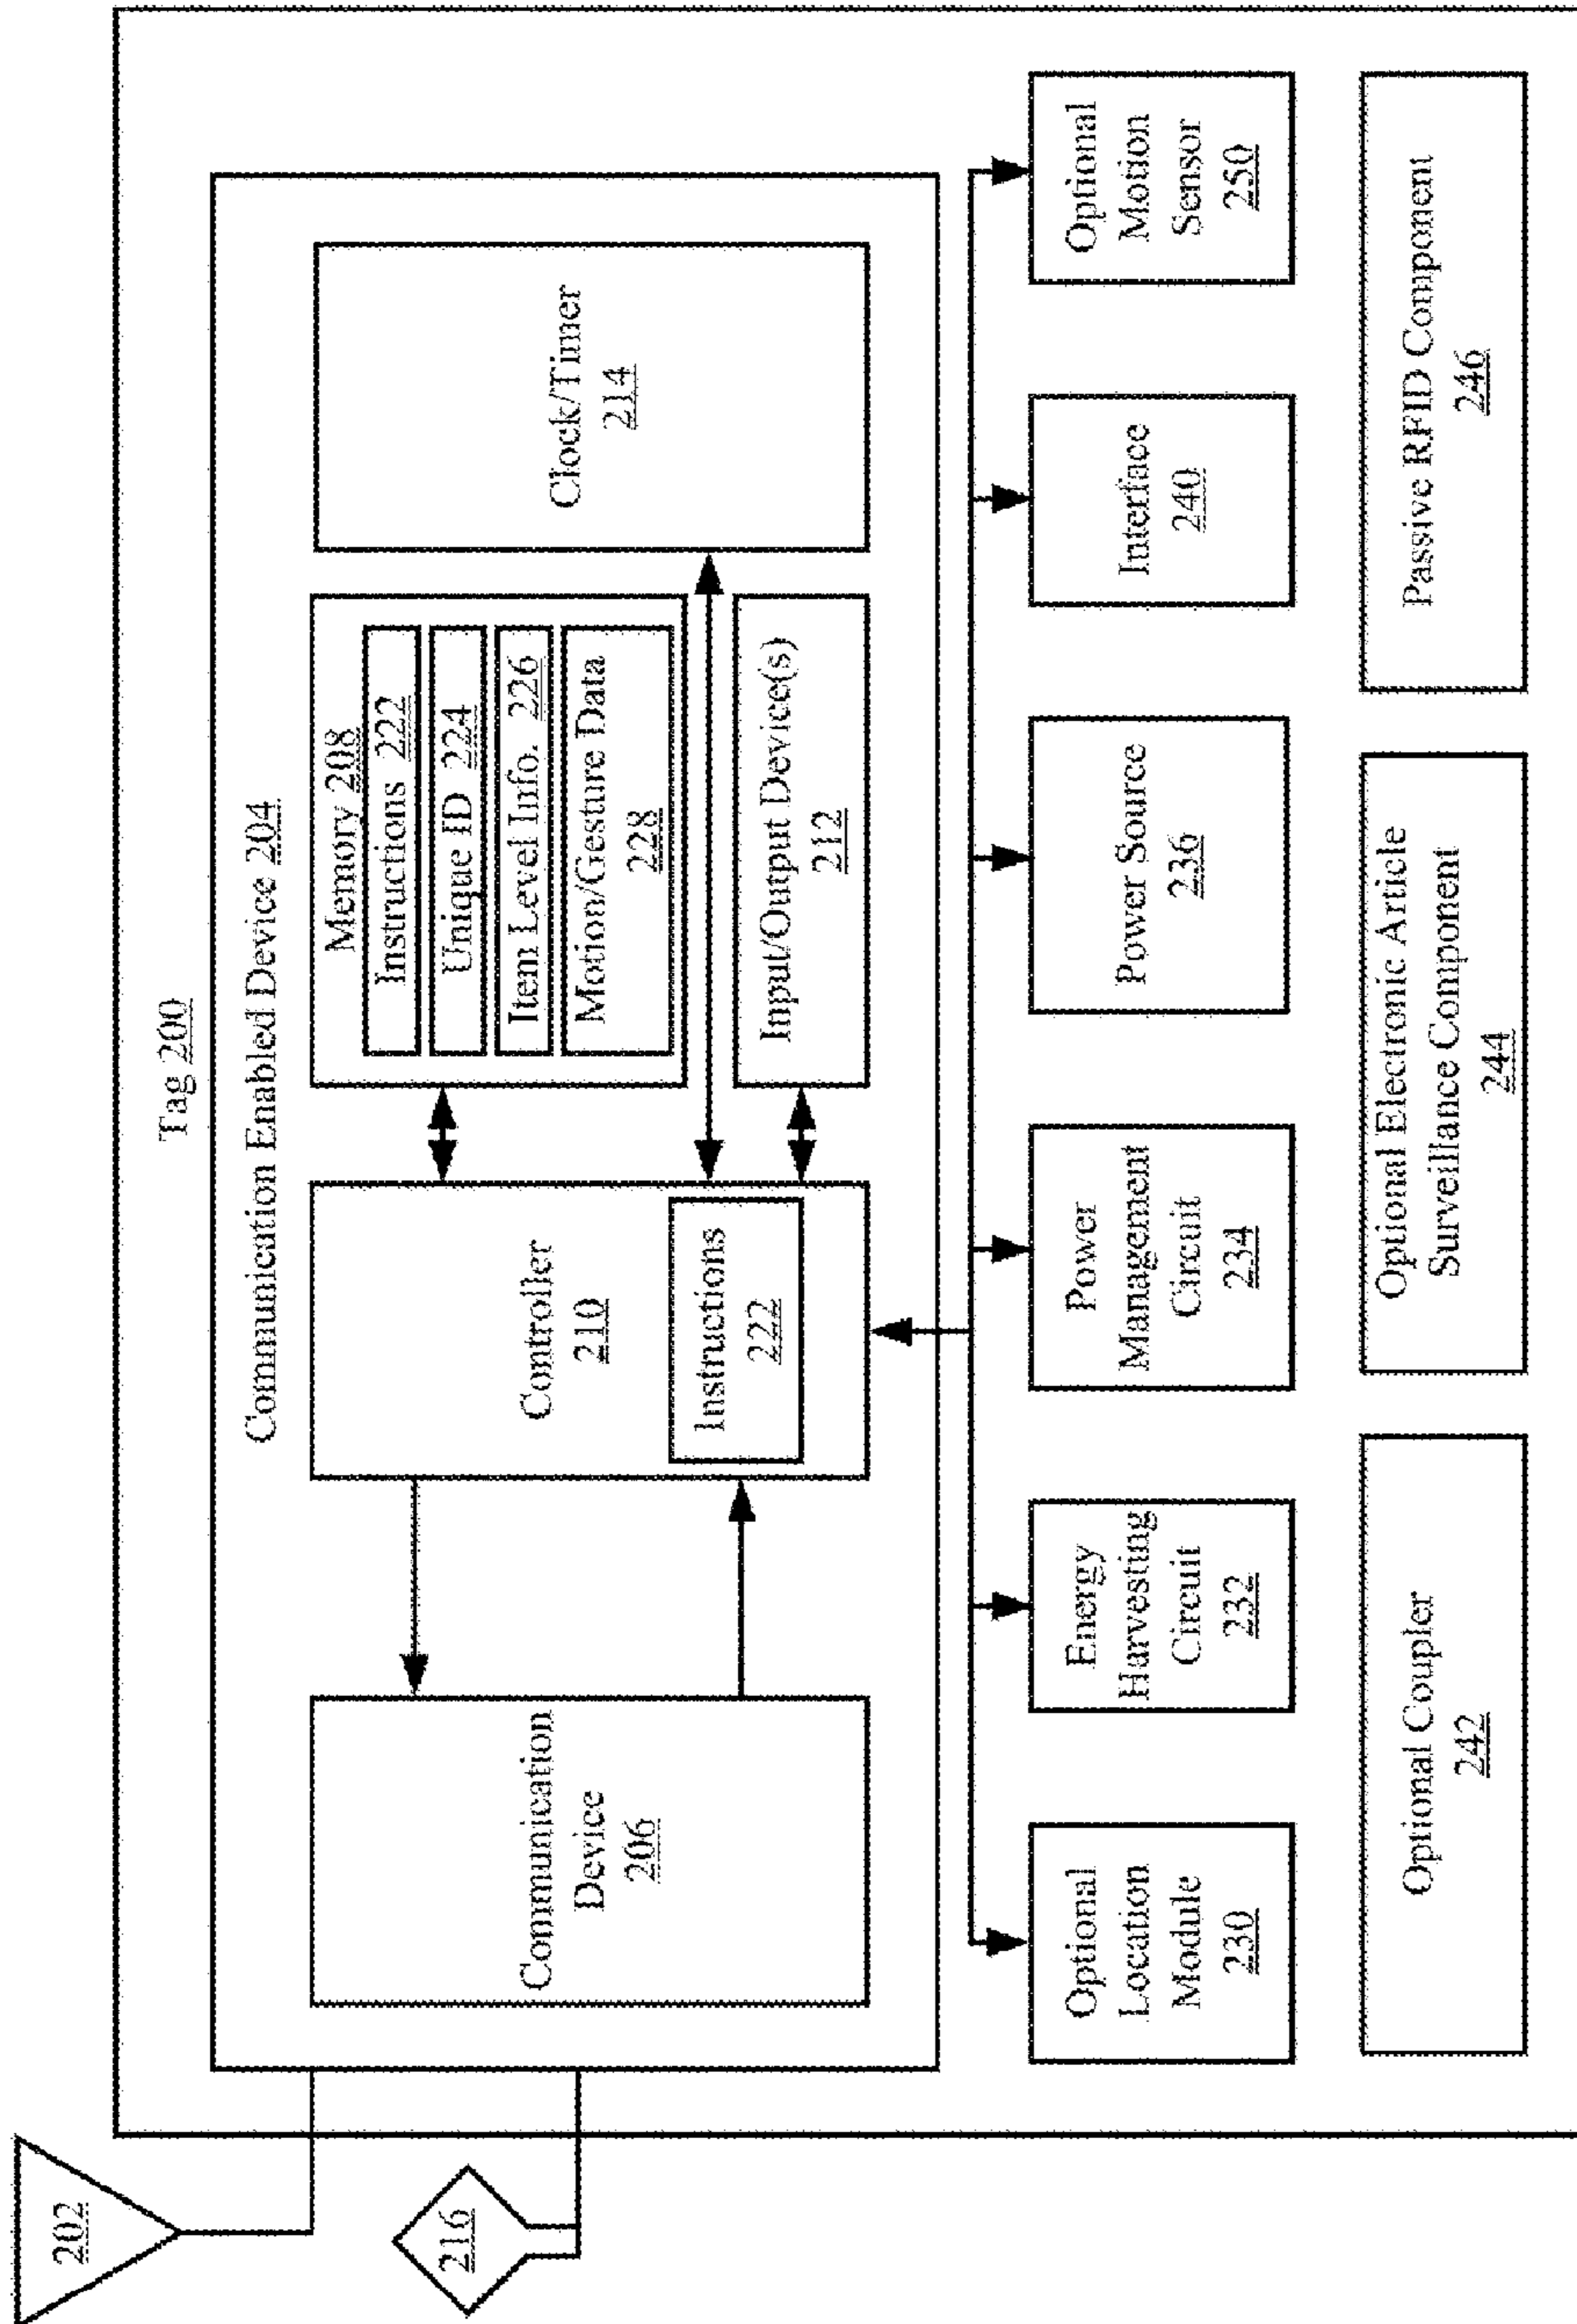 Tag 200
202
216
Communication Enabled Device 204
Communication
Device
206
Controller
210
Instructions
222
Memory 208
Instructions 222
Unique ID 224
Item Level Info. 226
Motion/Gesture Data
228
Input/Output Device(s)
212
Clock/Timer
214
Optional
Location
Module
230
Energy
Harvesting
Circuit
232
Power
Management
Circuit
234
Power Source
236
Interface
240
Optional
Motion
Sensor
250
Optional Coupler
242
Optional Electronic Article
Surveillance Component
244
Passive RFID Component
246